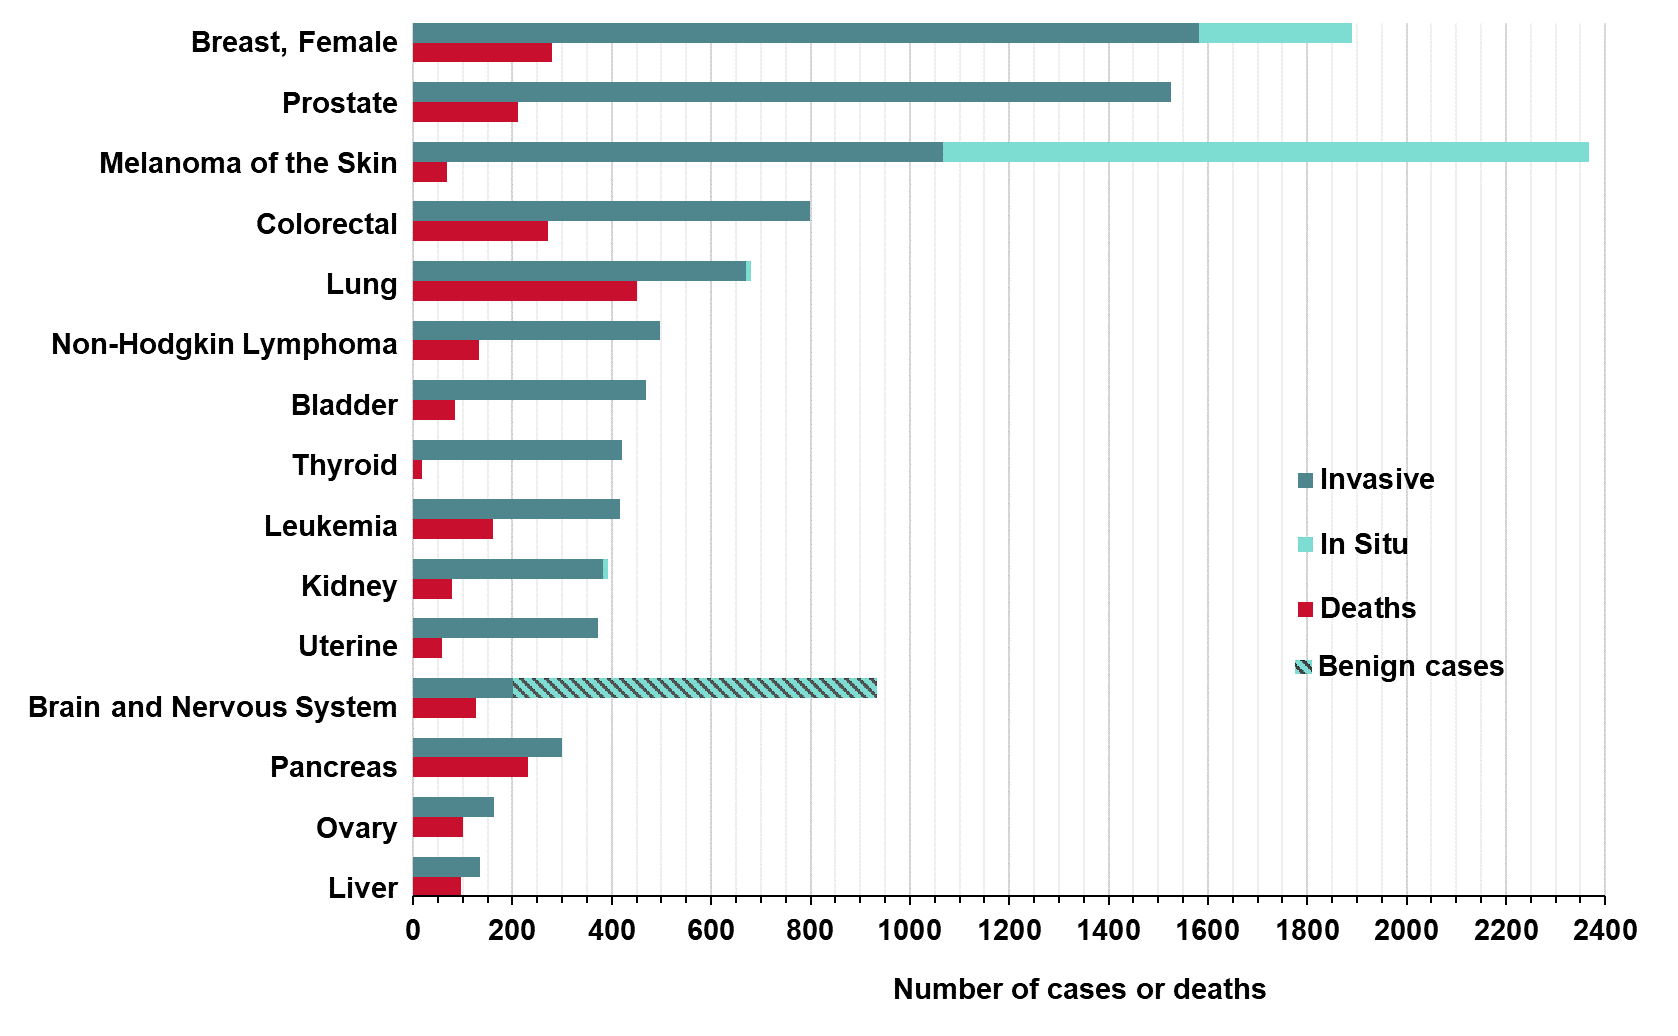 Breast, Female
Prostate
Melanoma of the Skin
Colorectal
Lung
Non-Hodgkin Lymphoma
Bladder
Thyroid
Leukemia
Kidney
Uterine
Brain and Nervous System
Pancreas
Ovary
Liver
Invasive
In Situ
Deaths
Benign cases
0 200 400 600 800 1000 1200 1400 1600 1800 2000 2200 2400
Number of cases or deaths